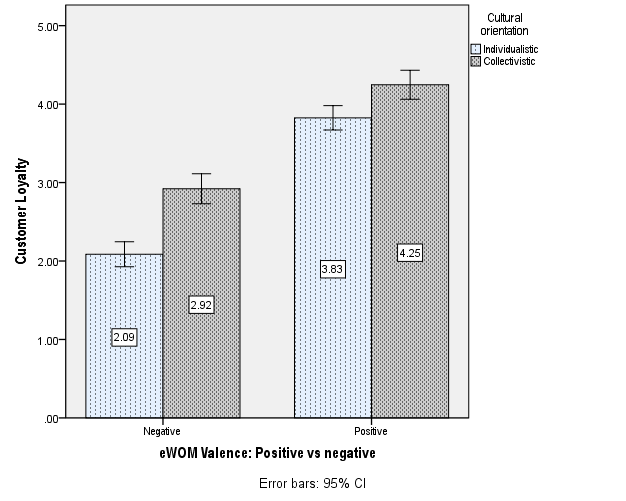 5.00
4.00
3.00
2.00
1.00
.00
Customer Loyalty
2.09
2.92
3.83
4.25
Negative
Positive
eWOM Valence: Positive vs negative
Error bars: 95% CI
Cultural
orientation
Individualistic
Collectivistic